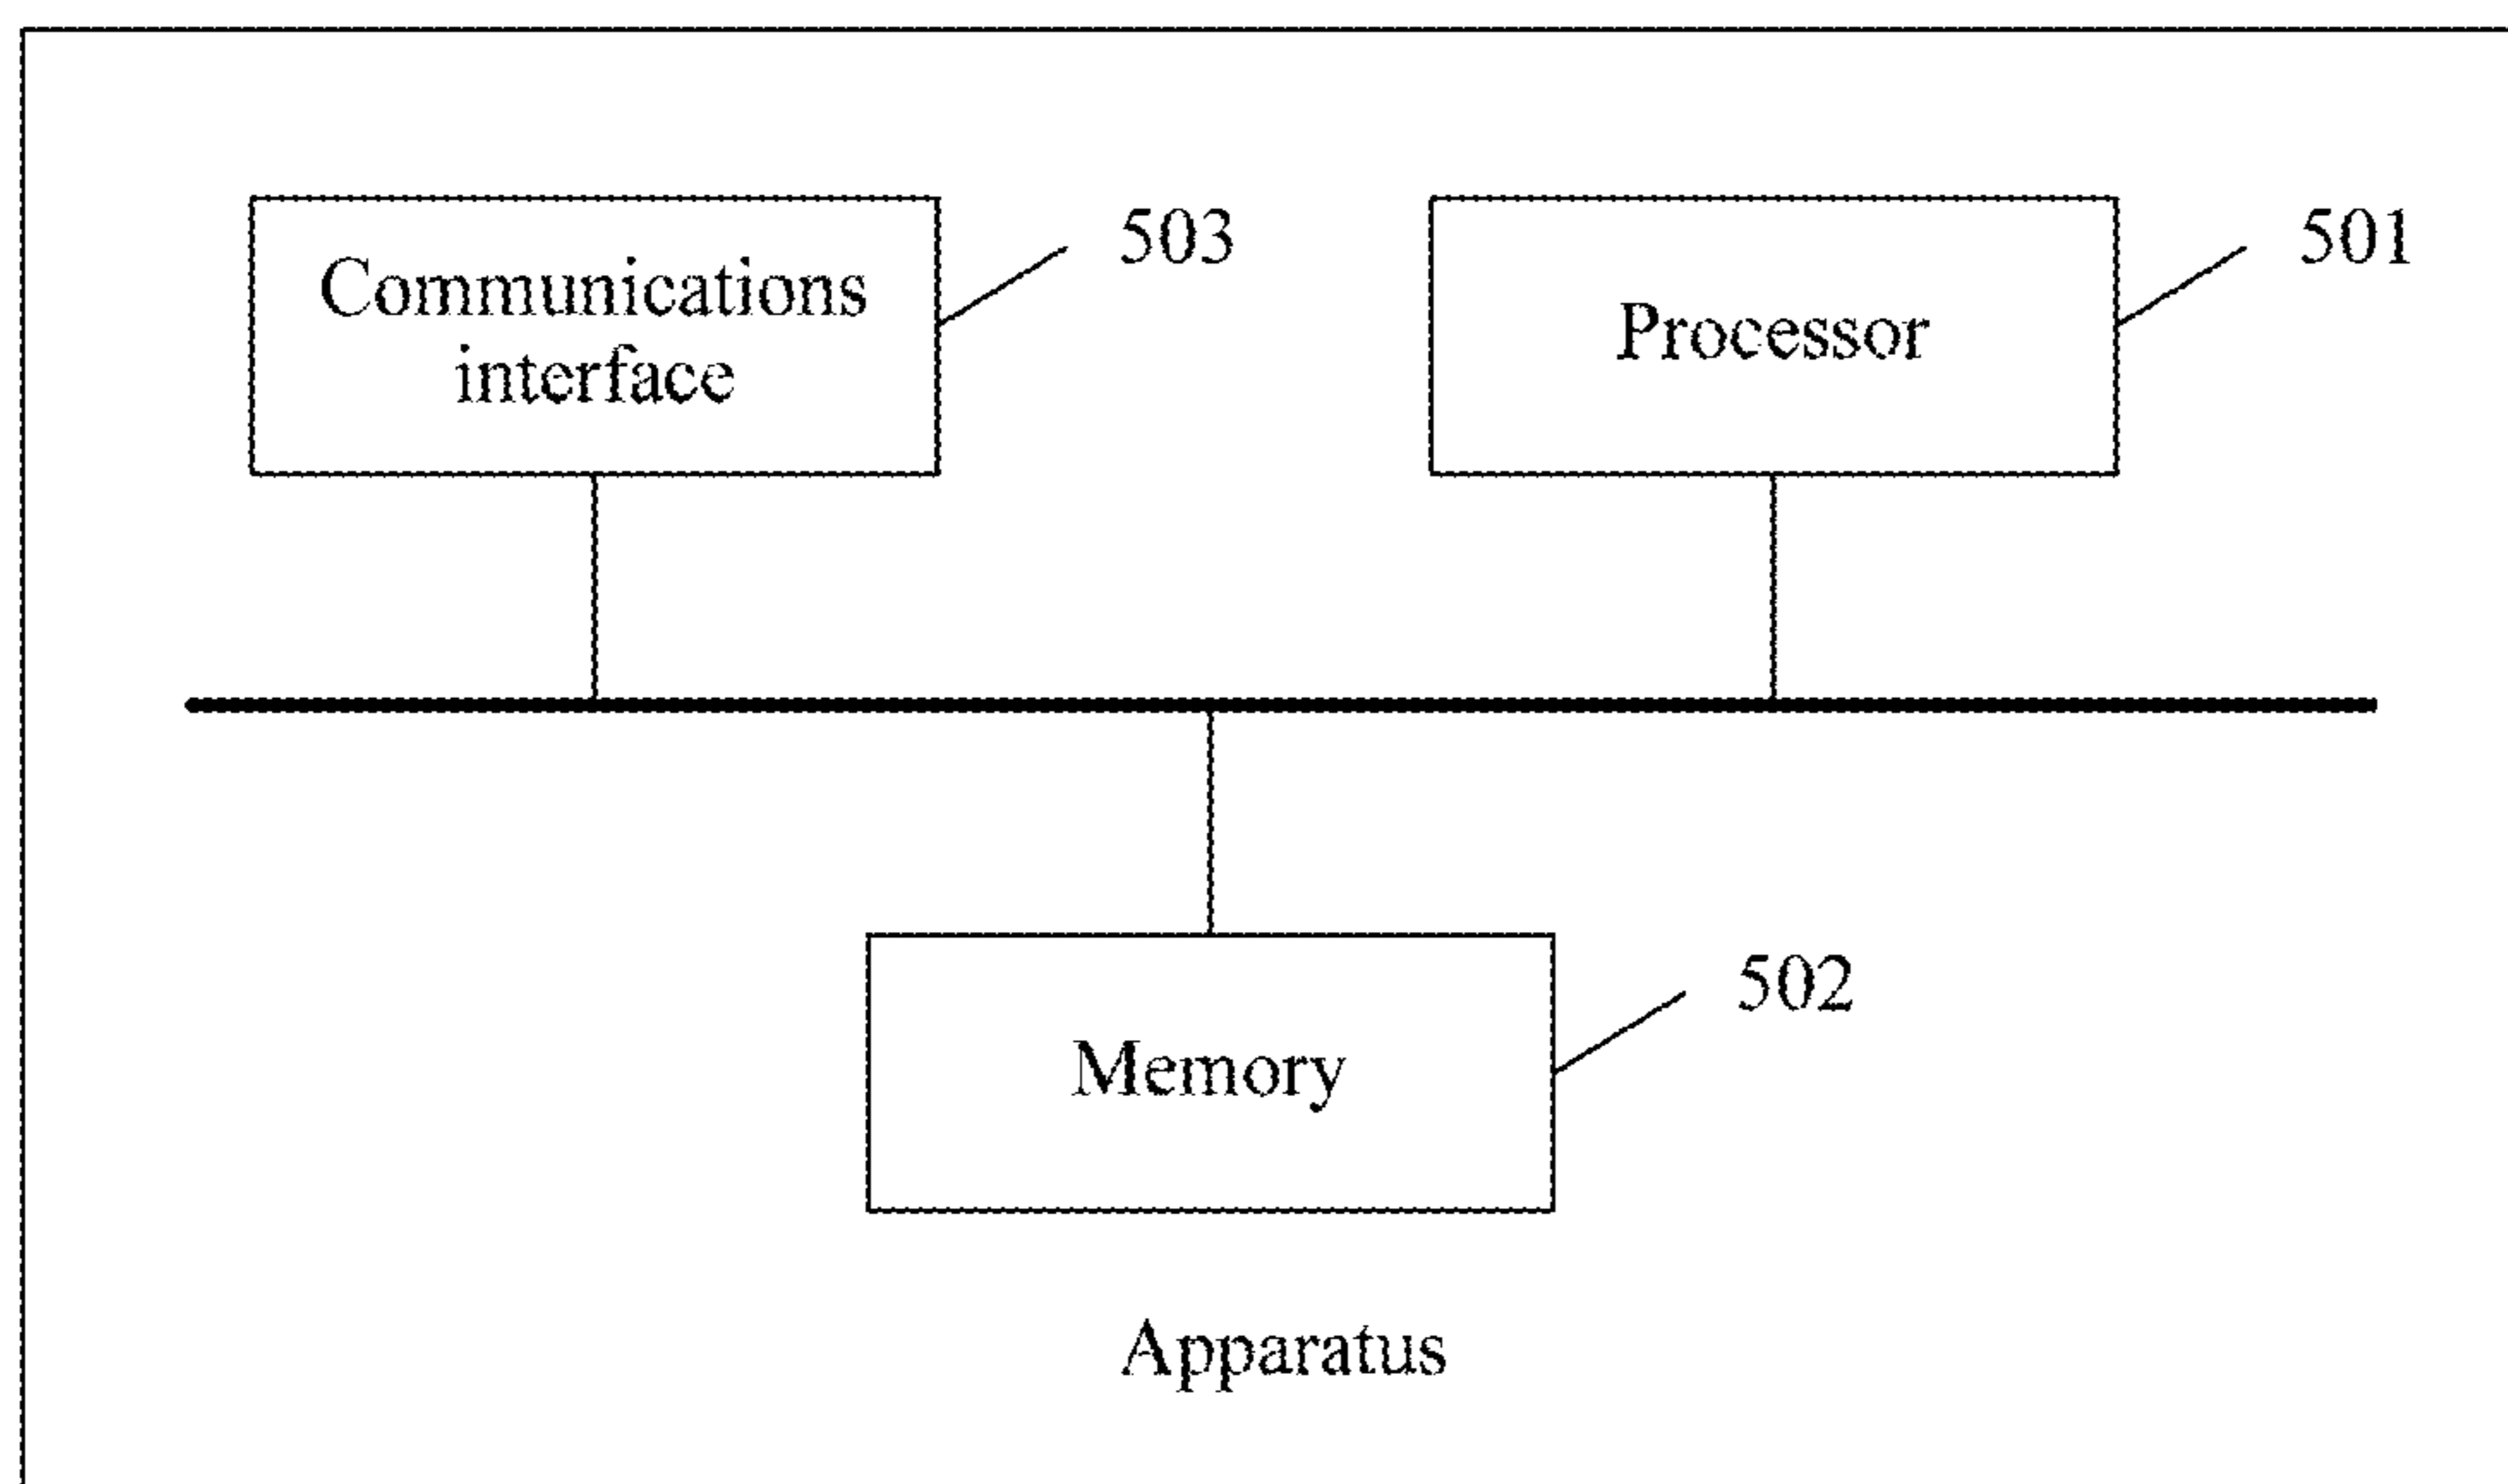 Communications
interface
503
Processor
501
Memory
502
Apparatus